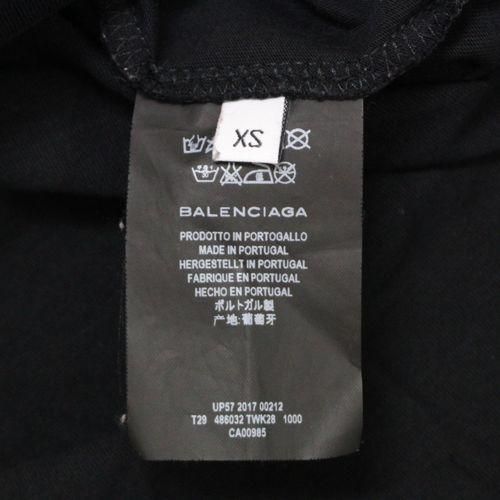 XS
BALENCIAGA
PRODOTTO IN PORTOGALLO
MADE IN PORTUGAL
HERGESTELLT IN PORTUGAL
FABRIQUE EN PORTUGAL
HECHO EN PORTUGAL
ポルトガル製
产地:葡萄牙
UP57 2017 00212
T29 486032 TWK28 1000
CA00985